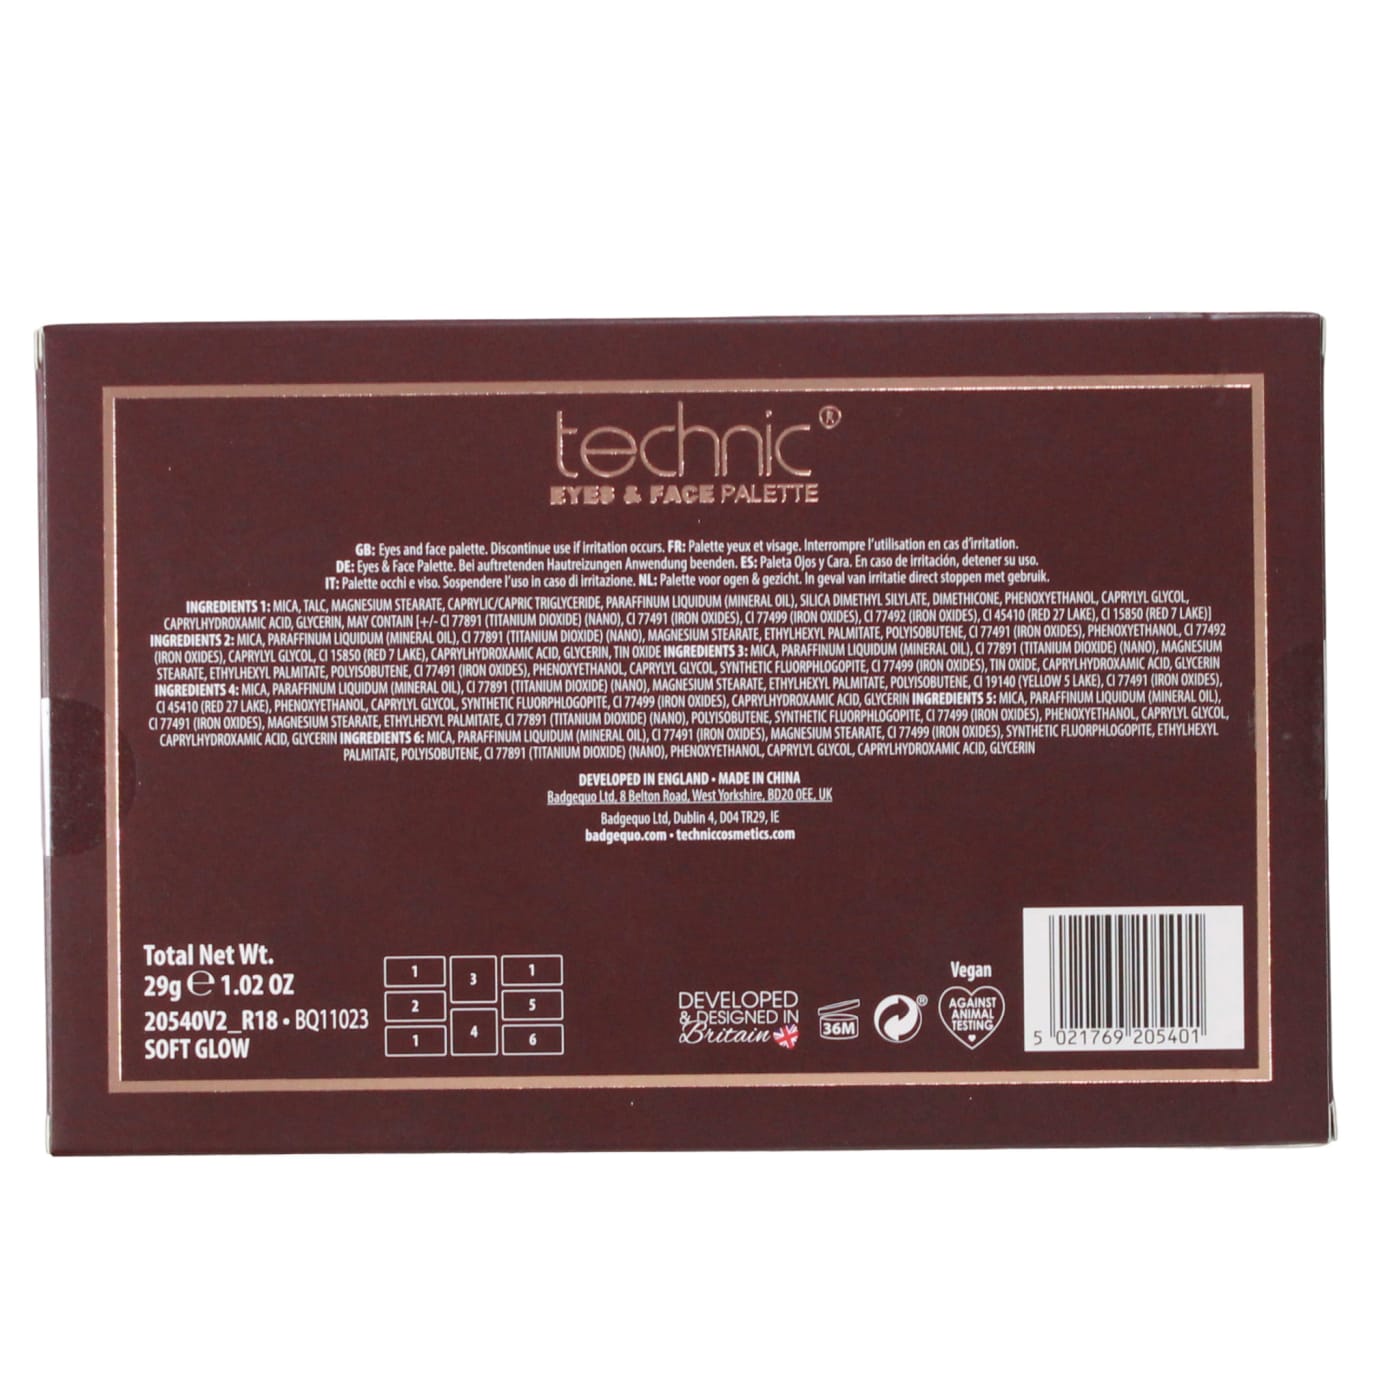 technic®
EYES & FACE PALETTE
GB: Eyes and face palette. Discontinue use if irritation occurs. FR: Palette yeux et visage. Interrompre l'utilisation en cas d'irritation.
DE: Eyes & Face Palette. Bei auftretenden Hautreizungen Anwendung beenden. ES: Paleta Ojos y Cara. En caso de irritación, detener su uso.
IT: Palette occhi e viso. Sospendere l'uso in caso di irritazione. NL: Palette voor ogen & gezicht. In geval van irritatie direct stoppen met gebruik.
INGREDIENTS 1: MICA, TALC, MAGNESIUM STEARATE, CAPRYLIC/CAPRIC TRIGLYCERIDE, PARAFFINUM LIQUIDUM (MINERAL OIL), SILICA DIMETHYL SILYLATE, DIMETHICONE, PHENOXYETHANOL, CAPRYLYL GLYCOL,
CAPRYLHYDROXAMIC ACID, GLYCERIN, MAY CONTAIN [+/- CI 77891 (TITANIUM DIOXIDE) (NANO), CI 77491 (IRON OXIDES), CI 77499 (IRON OXIDES), CI 77492 (IRON OXIDES), CI 45410 (RED 27 LAKE), CI 15850 (RED 7 LAKE)]
INGREDIENTS 2: MICA, PARAFFINUM LIQUIDUM (MINERAL OIL), CI 77891 (TITANIUM DIOXIDE) (NANO), MAGNESIUM STEARATE, ETHYLHEXYL PALMITATE, POLYISOBUTENE, CI 77491 (IRON OXIDES), PHENOXYETHANOL, CI 77492
(IRON OXIDES), CAPRYLYL GLYCOL, CI 15850 (RED 7 LAKE), CAPRYLHYDROXAMIC ACID, GLYCERIN, TIN OXIDE INGREDIENTS 3: MICA, PARAFFINUM LIQUIDUM (MINERAL OIL), CI 77891 (TITANIUM DIOXIDE) (NANO), MAGNESIUM
STEARATE, ETHYLHEXYL PALMITATE, POLYISOBUTENE, CI 77491 (IRON OXIDES), PHENOXYETHANOL, CAPRYLYL GLYCOL, SYNTHETIC FLUORPHLOGOPITE, CI 77499 (IRON OXIDES), TIN OXIDE, CAPRYLHYDROXAMIC ACID, GLYCERIN
INGREDIENTS 4: MICA, PARAFFINUM LIQUIDUM (MINERAL OIL), CI 77891 (TITANIUM DIOXIDE) (NANO), MAGNESIUM STEARATE, ETHYLHEXYL PALMITATE, POLYISOBUTENE, CI 19140 (YELLOW 5 LAKE), CI 77491 (IRON OXIDES),
CI 45410 (RED 27 LAKE), PHENOXYETHANOL, CAPRYLYL GLYCOL, SYNTHETIC FLUORPHLOGOPITE, CI 77499 (IRON OXIDES), CAPRYLHYDROXAMIC ACID, GLYCERIN INGREDIENTS 5: MICA, PARAFFINUM LIQUIDUM (MINERAL OIL),
CI 77491 (IRON OXIDES), MAGNESIUM STEARATE, ETHYLHEXYL PALMITATE, CI 77891 (TITANIUM DIOXIDE) (NANO), POLYISOBUTENE, SYNTHETIC FLUORPHLOGOPITE, CI 77499 (IRON OXIDES), PHENOXYETHANOL, CAPRYLYL GLYCOL,
CAPRYLHYDROXAMIC ACID, GLYCERIN INGREDIENTS 6: MICA, PARAFFINUM LIQUIDUM (MINERAL OIL), CI 77491 (IRON OXIDES), MAGNESIUM STEARATE, CI 77499 (IRON OXIDES), SYNTHETIC FLUORPHLOGOPITE, ETHYLHEXYL
PALMITATE, POLYISOBUTENE, CI 77891 (TITANIUM DIOXIDE) (NANO), PHENOXYETHANOL, CAPRYLYL GLYCOL, CAPRYLHYDROXAMIC ACID, GLYCERIN
DEVELOPED IN ENGLAND • MADE IN CHINA
Badgequo Ltd, 8 Belton Road, West Yorkshire, BD20 0EE, UK
Badgequo Ltd, Dublin 4, D04 TR29, IE
badgequo.com • techniccosmetics.com
Total Net Wt.
29g ℮ 1.02 OZ
20540V2_R18 • BQ11023
SOFT GLOW
1 3 1
2 5
1 4 6
DEVELOPED
& DESIGNED IN
Britain
36M
®
Vegan
AGAINST
ANIMAL
TESTING
5 021769 205401